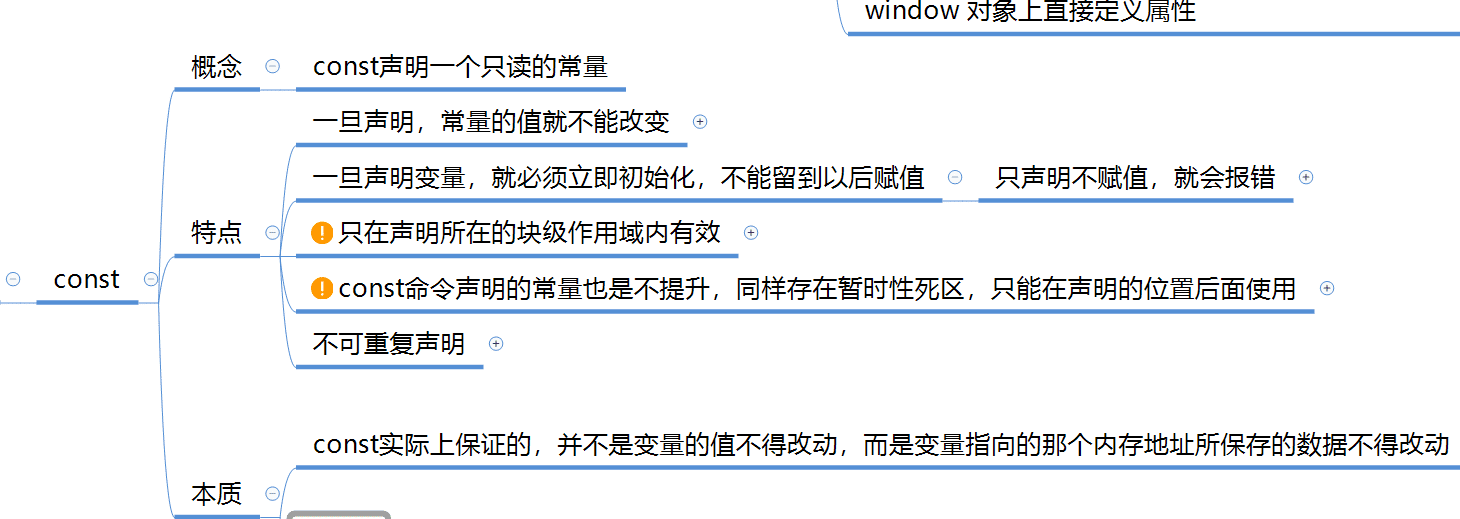 window 对象上直接定义属性
概念
const声明一个只读的常量
一旦声明，常量的值就不能改变
一旦声明变量，就必须立即初始化，不能留到以后赋值
只声明不赋值，就会报错
特点
只在声明所在的块级作用域内有效
const
const命令声明的常量也是不提升，同样存在暂时性死区，只能在声明的位置后面使用
不可重复声明
const实际上保证的，并不是变量的值不得改动，而是变量指向的那个内存地址所保存的数据不得改动
本质